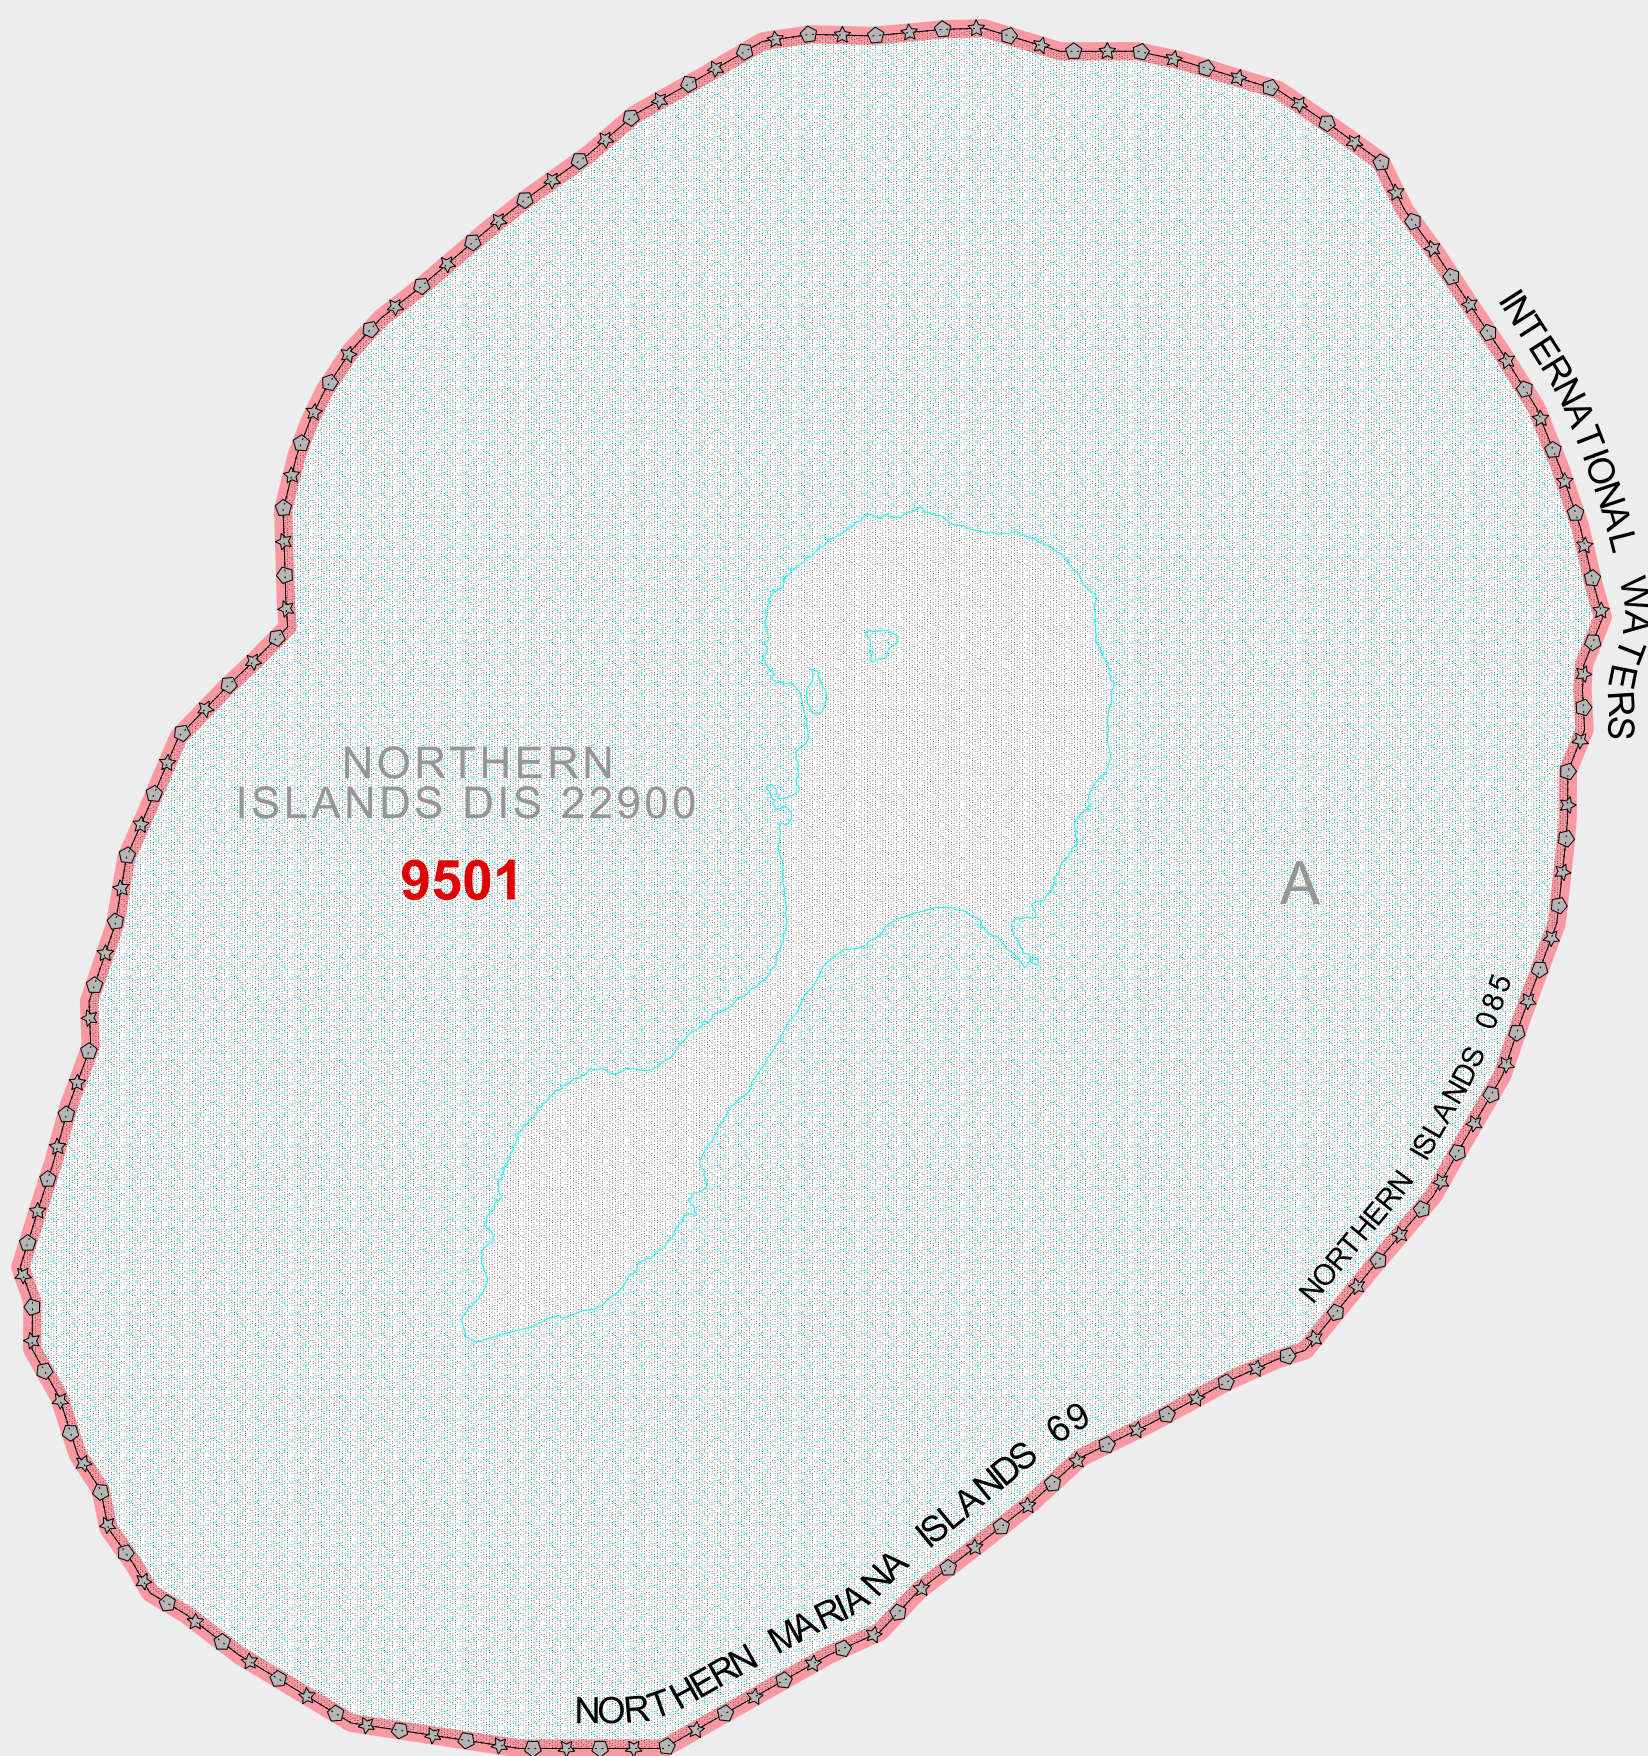 INTERNATIONAL WATERS
NORTHERN
ISLANDS DIS 22900
9501
A
NORTHERN ISLANDS 085
NORTHERN MARIANA ISLANDS 69